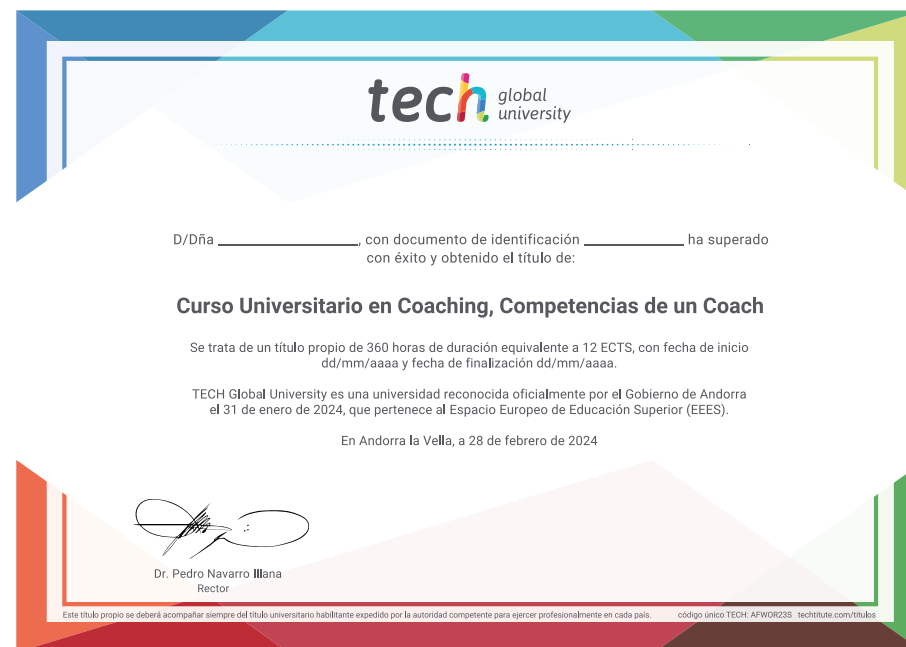 tech global university
D/Dña ____________________, con documento de identificación ______________ ha superado
con éxito y obtenido el título de:
Curso Universitario en Coaching, Competencias de un Coach
Se trata de un título propio de 360 horas de duración equivalente a 12 ECTS, con fecha de inicio
dd/mm/aaaa y fecha de finalización dd/mm/aaaa.
TECH Global University es una universidad reconocida oficialmente por el Gobierno de Andorra
el 31 de enero de 2024, que pertenece al Espacio Europeo de Educación Superior (EEES).
En Andorra la Vella, a 28 de febrero de 2024
Dr. Pedro Navarro Illana
Rector
Este título propio se deberá acompañar siempre del título universitario habilitante expedido por la autoridad competente para ejercer profesionalmente en cada país. código único TECH: AFWOR23S techtitute.com/titulos